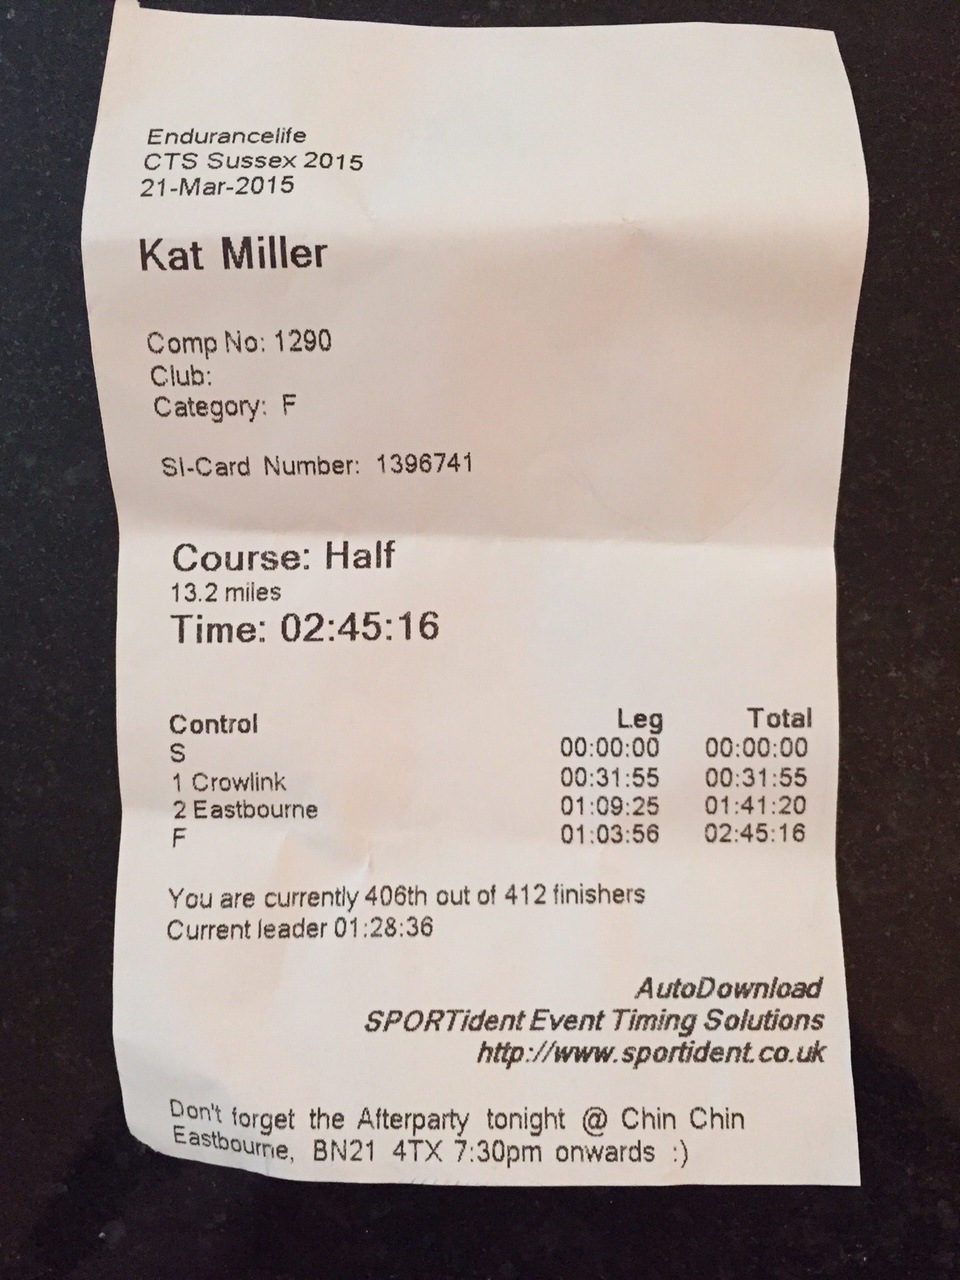 Endurancelife
CTS Sussex 2015
21-Mar-2015
Kat Miller
Comp No: 1290
Club:
Category: F
SI-Card Number: 1396741
Course: Half
13.2 miles
Time: 02:45:16
Control Leg Total
S 00:00:00 00:00:00
1 Crowlink 00:31:55 00:31:55
2 Eastbourne 01:09:25 01:41:20
F 01:03:56 02:45:16
You are currently 406th out of 412 finishers
Current leader 01:28:36
AutoDownload
SPORTident Event Timing Solutions
http://www.sportident.co.uk
Don't forget the Afterparty tonight @ Chin Chin
Eastbourne, BN21 4TX 7:30pm onwards :)